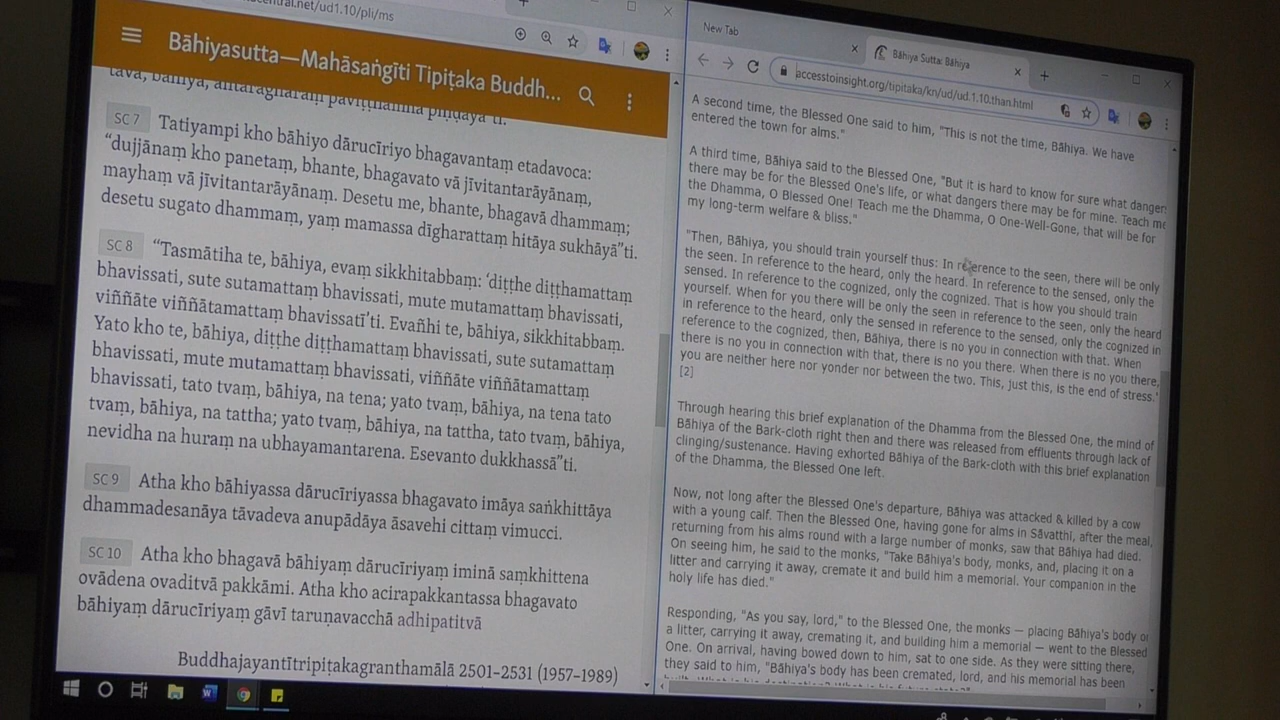 central.net/ud1.10/pli/ms
Bāhiyasutta—Mahāsaṅgīti Tipiṭaka Buddh...
tāva, bāhiya, antaragharaṃ paviṭṭhamhā piṇḍāyā”ti.
SC 7 Tatiyampi kho bāhiyo dārucīriyo bhagavantaṃ etadavoca:
“dujjānaṃ kho panetaṃ, bhante, bhagavato vā jīvitantarāyānaṃ,
mayhaṃ vā jīvitantarāyānaṃ. Desetu me, bhante, bhagavā dhammaṃ;
desetu sugato dhammaṃ, yaṃ mamassa dīgharattaṃ hitāya sukhāyā”ti.
SC 8 “Tasmātiha te, bāhiya, evaṃ sikkhitabbaṃ: ‘diṭṭhe diṭṭhamattaṃ
bhavissati, sute sutamattaṃ bhavissati, mute mutamattaṃ bhavissati,
viññāte viññātamattaṃ bhavissatī’ti. Evañhi te, bāhiya, sikkhitabbaṃ.
Yato kho te, bāhiya, diṭṭhe diṭṭhamattaṃ bhavissati, sute sutamattaṃ
bhavissati, mute mutamattaṃ bhavissati, viññāte viññātamattaṃ
bhavissati, tato tvaṃ, bāhiya, na tena; yato tvaṃ, bāhiya, na tena tato
tvaṃ, bāhiya, na tattha; yato tvaṃ, bāhiya, na tattha, tato tvaṃ, bāhiya,
nevidha na huraṃ na ubhayamantarena. Esevanto dukkhassā”ti.
SC 9 Atha kho bāhiyassa dārucīriyassa bhagavato imāya saṅkhittāya
dhammadesanāya tāvadeva anupādāya āsavehi cittaṃ vimucci.
SC 10 Atha kho bhagavā bāhiyaṃ dārucīriyaṃ iminā saṃkhittena
ovādena ovaditvā pakkāmi. Atha kho acirapakkantassa bhagavato
bāhiyaṃ dārucīriyaṃ gāvī taruṇavacchā adhipatitvā
Buddhajayantītripiṭakagranthamālā 2501–2531 (1957–1989)
New Tab
Bāhiya Sutta: Bāhiya
accesstoinsight.org/tipitaka/kn/ud/ud.1.10.than.html
A second time, the Blessed One said to him, "This is not the time, Bāhiya. We have
entered the town for alms."
A third time, Bāhiya said to the Blessed One, "But it is hard to know for sure what dangers
there may be for the Blessed One's life, or what dangers there may be for mine. Teach me
the Dhamma, O Blessed One! Teach me the Dhamma, O One-Well-Gone, that will be for
my long-term welfare & bliss."
"Then, Bāhiya, you should train yourself thus: In reference to the seen, there will be only
the seen. In reference to the heard, only the heard. In reference to the sensed, only the
sensed. In reference to the cognized, only the cognized. That is how you should train
yourself. When for you there will be only the seen in reference to the seen, only the heard
in reference to the heard, only the sensed in reference to the sensed, only the cognized in
reference to the cognized, then, Bāhiya, there is no you in connection with that. When
there is no you in connection with that, there is no you there. When there is no you there,
you are neither here nor yonder nor between the two. This, just this, is the end of stress."
[2]
Through hearing this brief explanation of the Dhamma from the Blessed One, the mind of
Bāhiya of the Bark-cloth right then and there was released from effluents through lack of
clinging/sustenance. Having exhorted Bāhiya of the Bark-cloth with this brief explanation
of the Dhamma, the Blessed One left.
Now, not long after the Blessed One's departure, Bāhiya was attacked & killed by a cow
with a young calf. Then the Blessed One, having gone for alms in Sāvatthī, after the meal,
returning from his alms round with a large number of monks, saw that Bāhiya had died.
On seeing him, he said to the monks, "Take Bāhiya's body, monks, and, placing it on a
litter and carrying it away, cremate it and build him a memorial. Your companion in the
holy life has died."
Responding, "As you say, lord," to the Blessed One, the monks — placing Bāhiya's body on
a litter, carrying it away, cremating it, and building him a memorial — went to the Blessed
One. On arrival, having bowed down to him, sat to one side. As they were sitting there,
they said to him, "Bāhiya's body has been cremated, lord, and his memorial has been